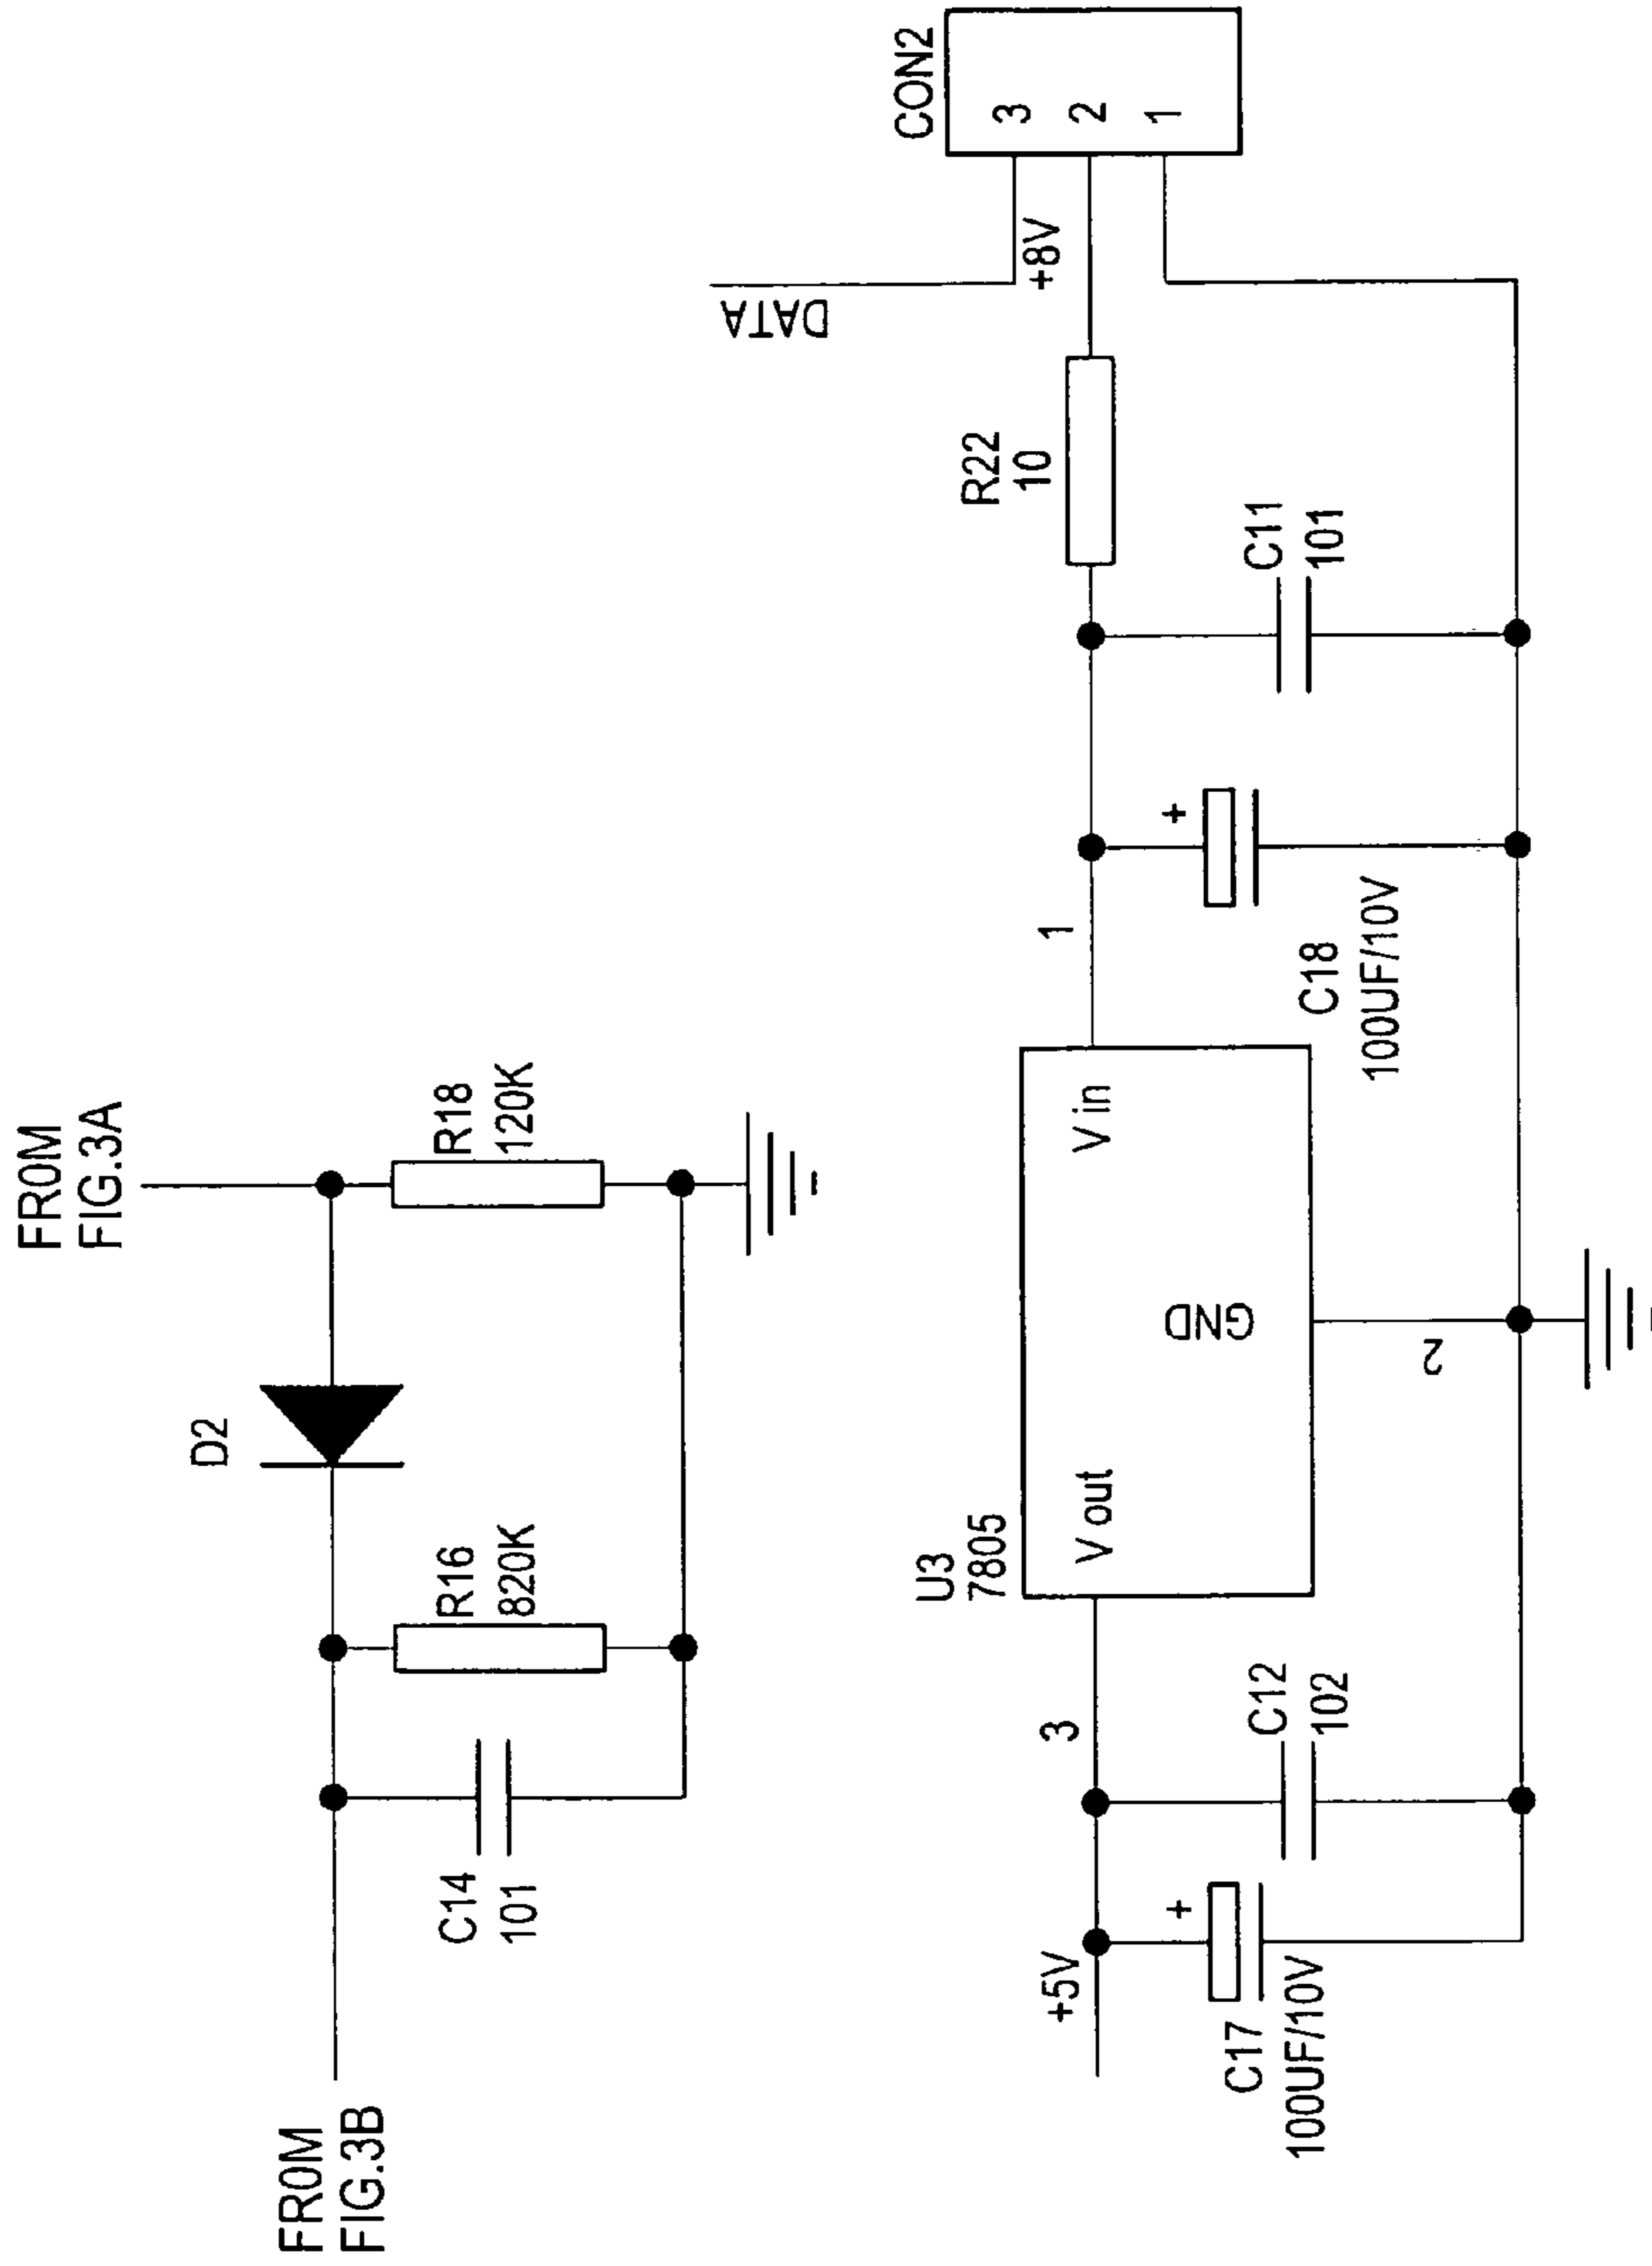 FROM
FIG.3A
R18
120K
D2
R16
820K
C14
101
FROM
FIG.3B
CON2
3
2
1
DATA
+8V
R22
10
C11
101
+
C18
100UF/10V
1
V in
GND
2
V out
U3
7805
3
C12
102
+
C17
100UF/10V
+5V